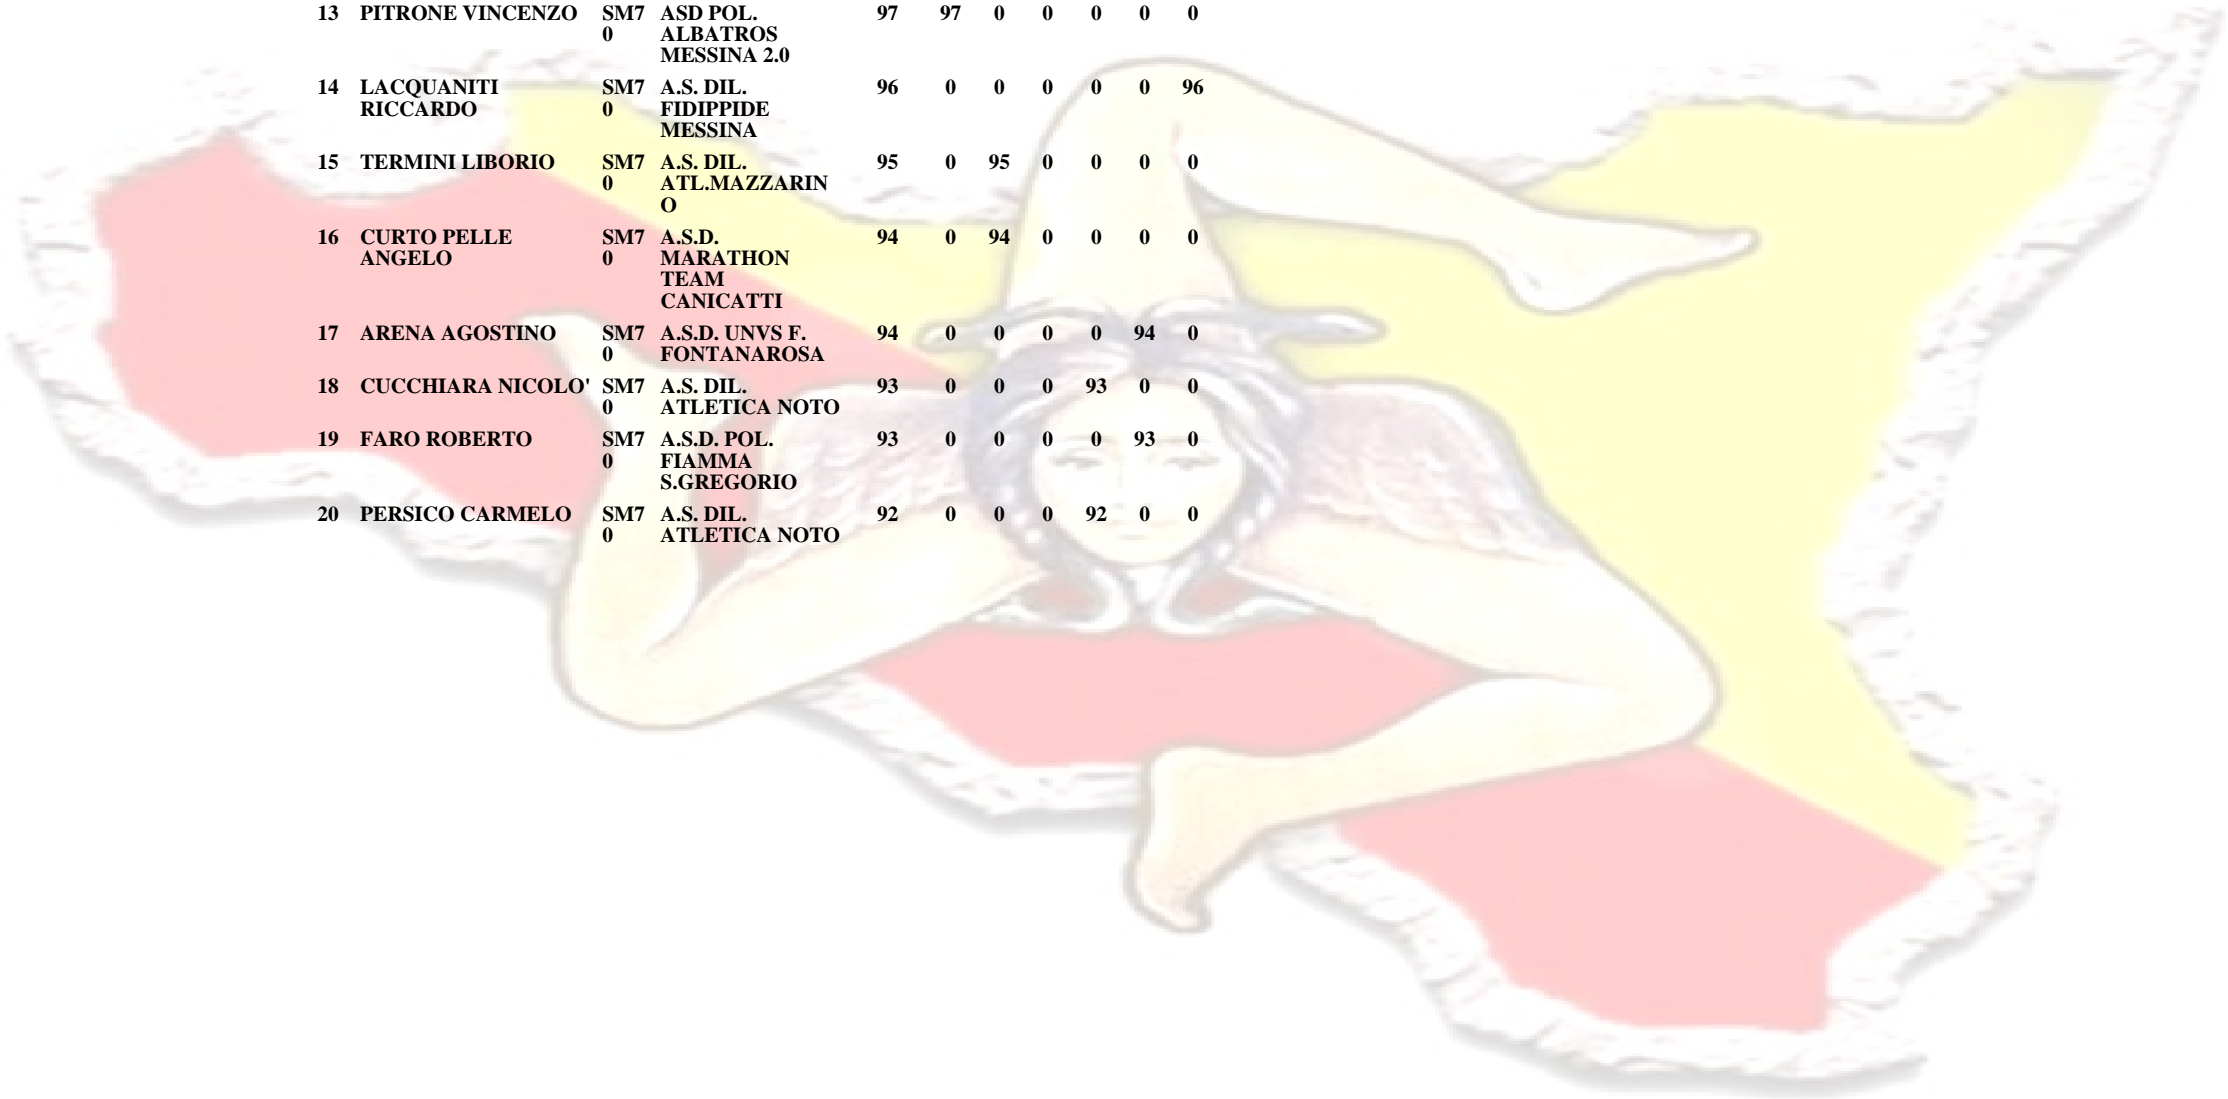 13 PITRONE VINCENZO SM7 ASD POL. 97 97 0 0 0 0 0
0 ALBATROS
MESSINA 2.0
14 LACQUANITI SM7 A.S. DIL. 96 0 0 0 0 0 96
RICCARDO 0 FIDIPPIDE
MESSINA
15 TERMINI LIBORIO SM7 A.S. DIL. 95 0 95 0 0 0 0
0 ATL.MAZZARIN
O
16 CURTO PELLE SM7 A.S.D. 94 0 94 0 0 0 0
ANGELO 0 MARATHON
TEAM
CANICATTI
17 ARENA AGOSTINO SM7 A.S.D. UNVS F. 94 0 0 0 0 94 0
0 FONTANAROSA
18 CUCCHIARA NICOLO' SM7 A.S. DIL. 93 0 0 0 93 0 0
0 ATLETICA NOTO
19 FARO ROBERTO SM7 A.S.D. POL. 93 0 0 0 0 93 0
0 FIAMMA
S.GREGORIO
20 PERSICO CARMELO SM7 A.S. DIL. 92 0 0 0 92 0 0
0 ATLETICA NOTO